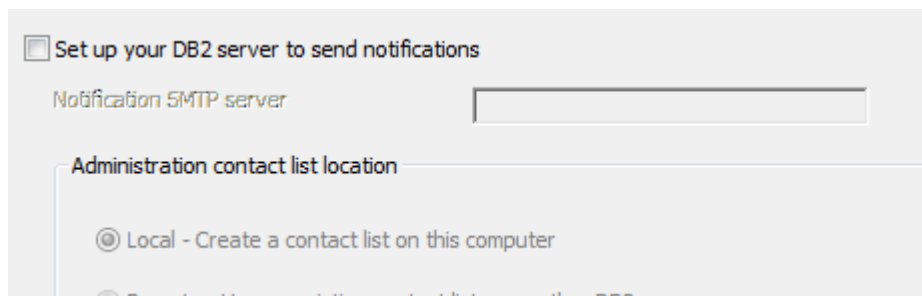 Set up your DB2 server to send notifications
Notification SMTP server
Administration contact list location
Local - Create a contact list on this computer